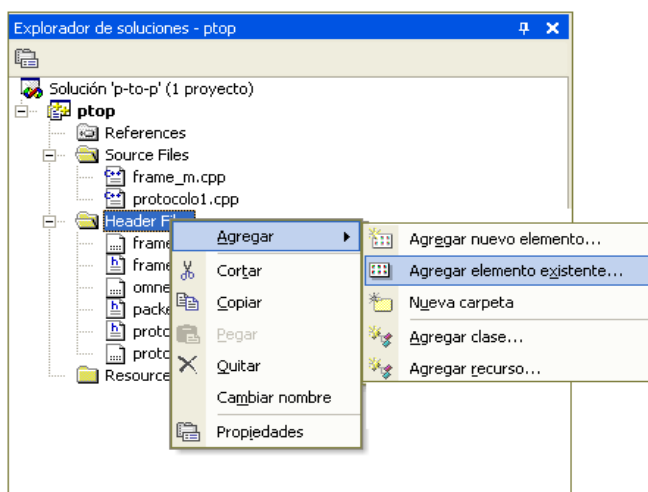 Explorador de soluciones - ptop
Solución 'p-to-p' (1 proyecto)
ptop
References
Source Files
frame_m.cpp
protocolo1.cpp
Header
frame
frame
omne
pack
proto
proto
Resource
Agregar
Cortar
Copiar
Pegar
Quitar
Cambiar nombre
Propiedades
Agregar nuevo elemento...
Agregar elemento existente...
Nueva carpeta
Agregar clase...
Agregar recurso...